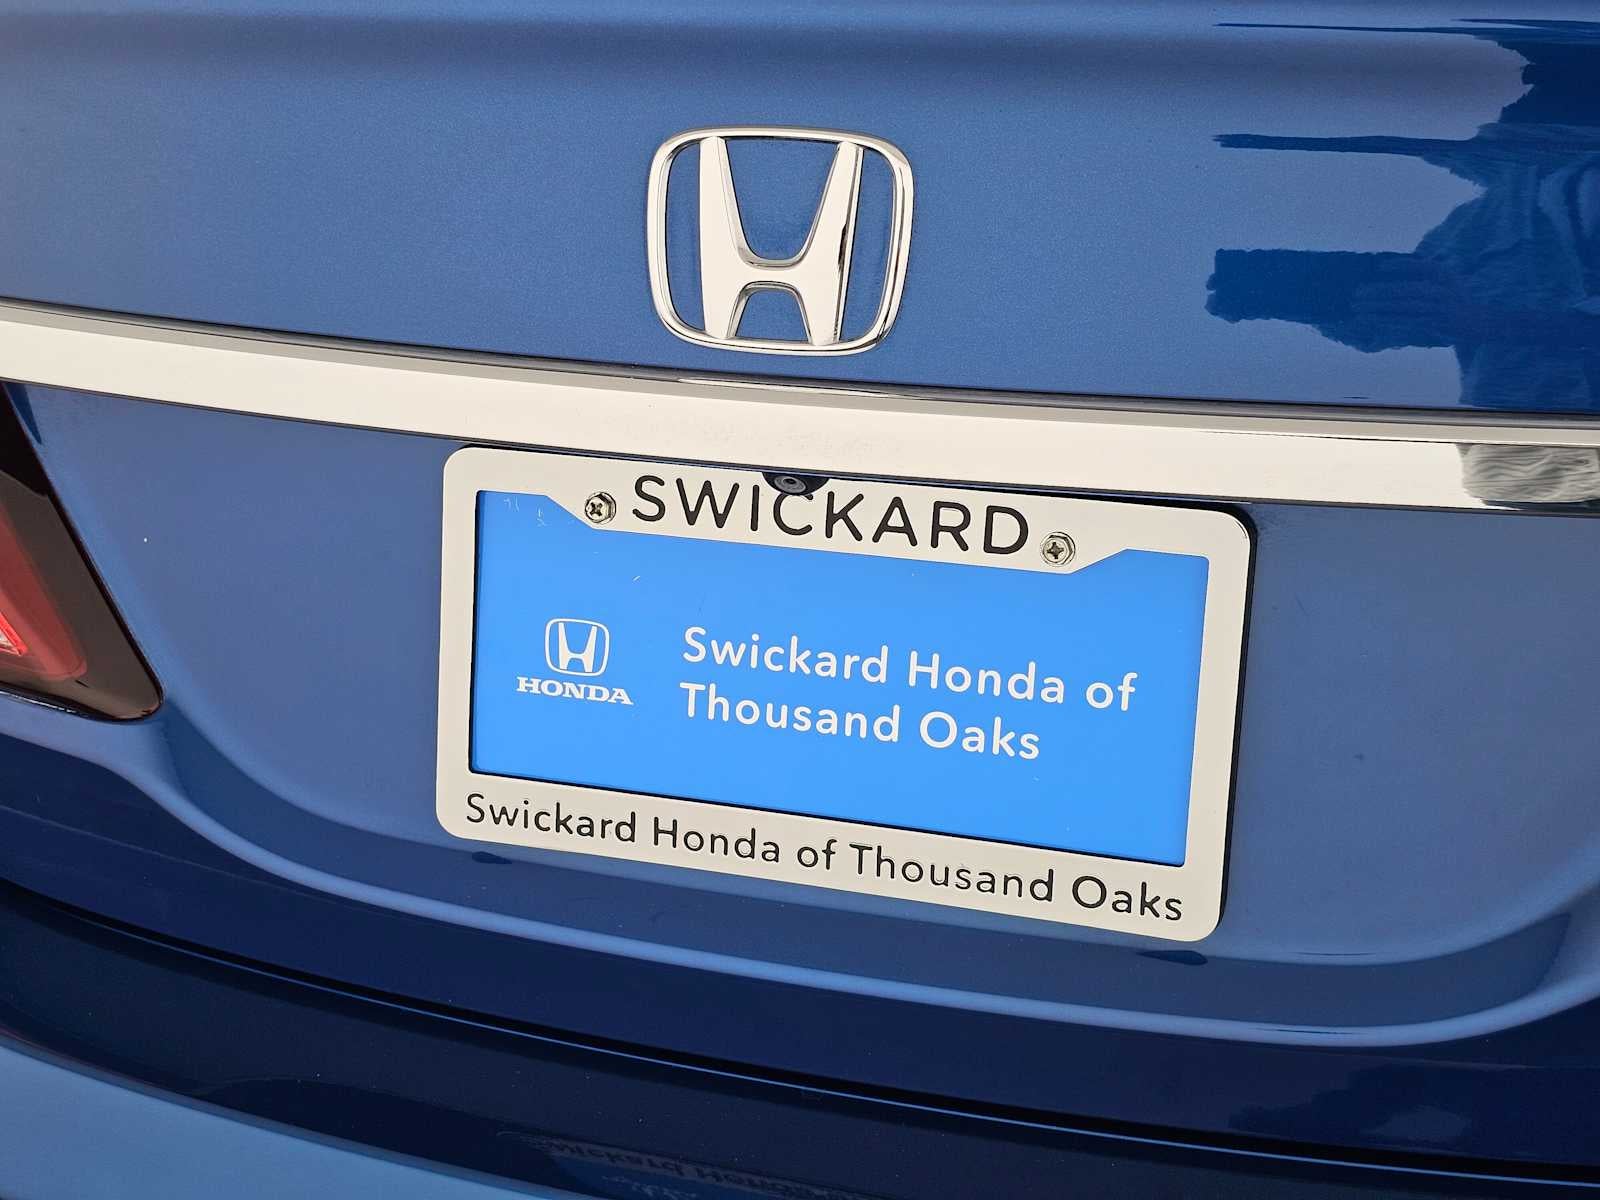 SWICKARD
HONDA
Swickard Honda of
Thousand Oaks
Swickard Honda of Thousand Oaks